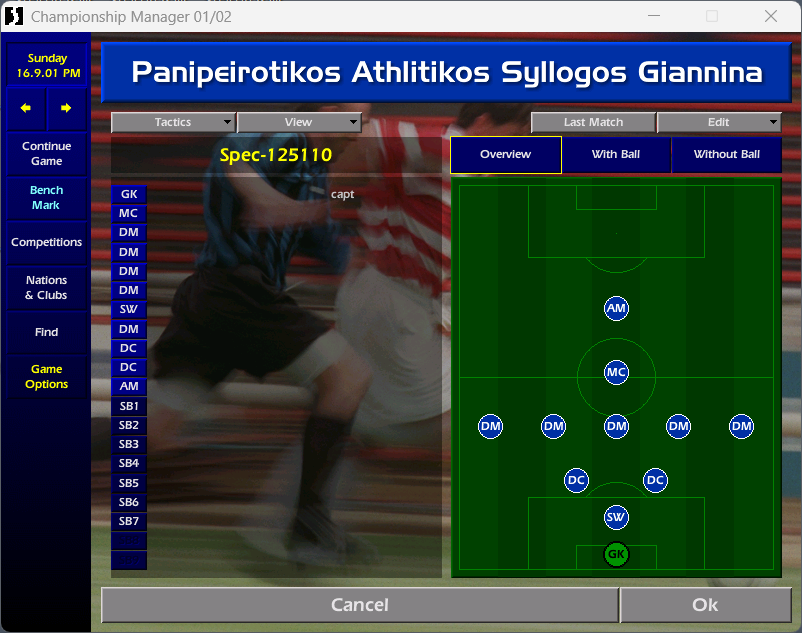 Championship Manager 01/02
Sunday
16.9.01 PM
Panipeirotikos Athlitikos Syllogos Giannina
Continue
Game
Bench
Mark
Competitions
Nations
& Clubs
Find
Game
Options
Tactics
View
Last Match
Edit
Spec-125110
Overview
With Ball
Without Ball
GK capt
MC
DM
DM
DM
DM
SW
DM
DC
DC
AM
SB1
SB2
SB3
SB4
SB5
SB6
SB7
AM
MC
DM DM DM DM DM
DC DC
SW
GK
Cancel
Ok